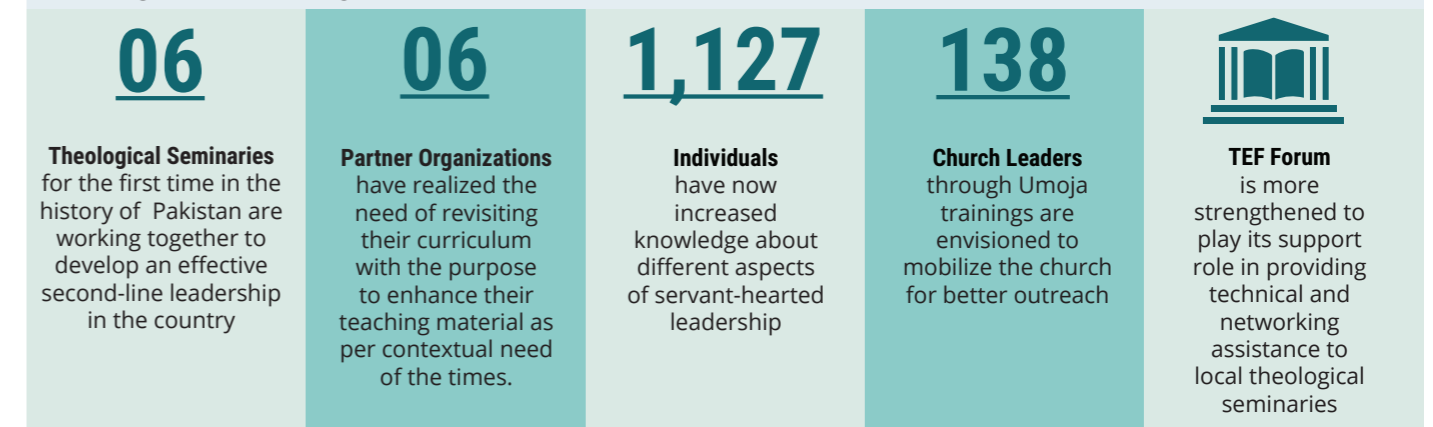 06
Theological Seminaries
for the first time in the
history of Pakistan are
working together to
develop an effective
second-line leadership
in the country
06
Partner Organizations
have realized the
need of revisiting
their curriculum
with the purpose
to enhance their
teaching material as
per contextual need
of the times.
1,127
Individuals
have now
increased
knowledge about
different aspects
of servant-hearted
leadership
138
Church Leaders
through Umoja
trainings are
envisioned to
mobilize the church
for better outreach
TEF Forum
is more
strengthened to
play its support
role in providing
technical and
networking
assistance to
local theological
seminaries